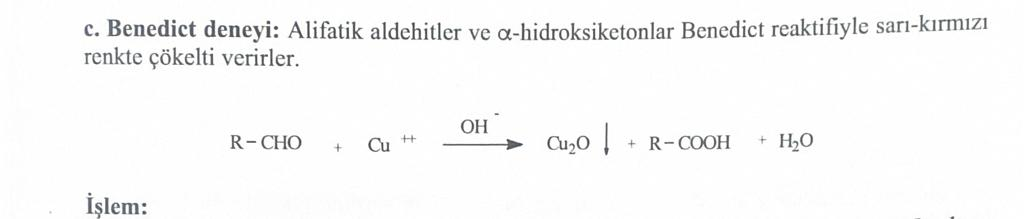 c. Benedict deneyi: Alifatik aldehitler ve α-hidroksiketonlar Benedict reaktifiyle sarı-kırmızı
renkte çökelti verirler.
R-CHO + Cu ++ OH - → Cu₂O ↓ + R-COOH + H₂O
İşlem: